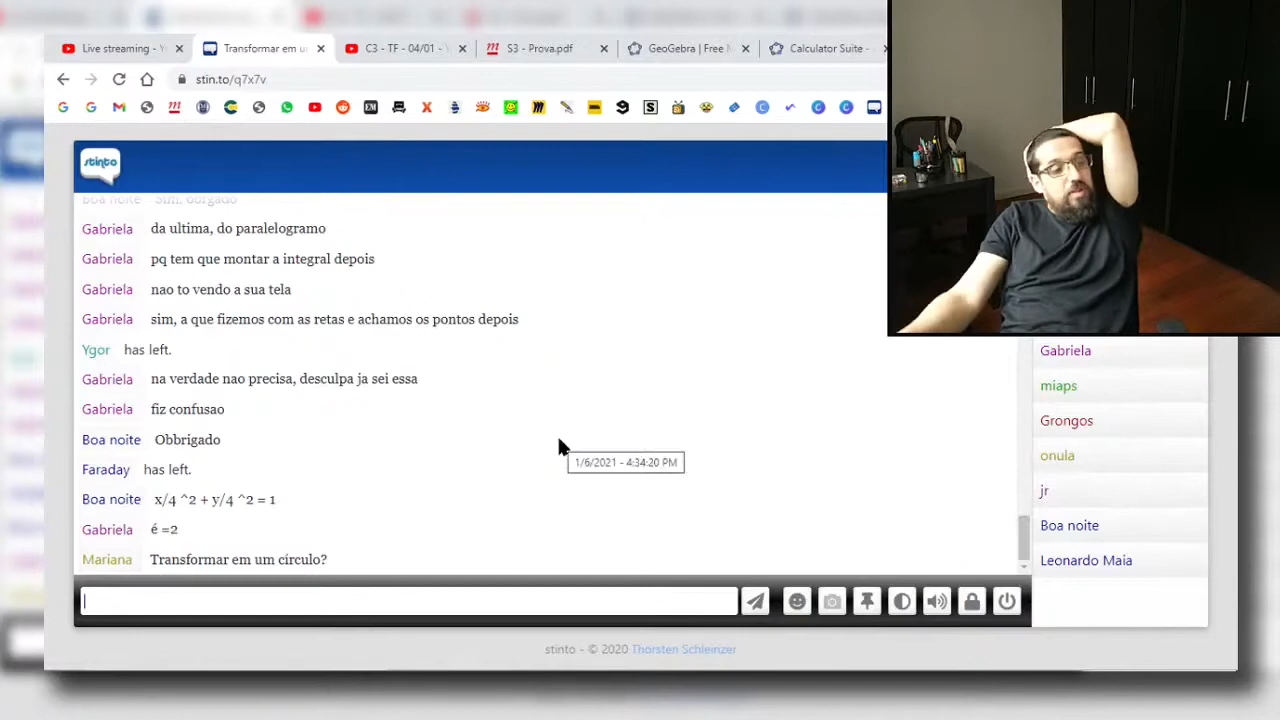 Live streaming - Y
Transformar em u
C3 - TF - 04/01 -
S3 - Prova.pdf
GeoGebra | Free M
Calculator Suite -
stin.to/q7x7v
stinto
Boa noite Sim, obrgado
Gabriela da ultima, do paralelogramo
Gabriela pq tem que montar a integral depois
Gabriela nao to vendo a sua tela
Gabriela sim, a que fizemos com as retas e achamos os pontos depois
Ygor has left.
Gabriela na verdade nao precisa, desculpa ja sei essa
Gabriela fiz confusao
Boa noite Obbrigado
1/6/2021 - 4:34:20 PM
Faraday has left.
Boa noite x/4 ^2 + y/4 ^2 = 1
Gabriela é =2
Mariana Transformar em um círculo?
Gabriela
miaps
Grongos
onula
jr
Boa noite
Leonardo Maia
stinto - © 2020 Thorsten Schleinzer